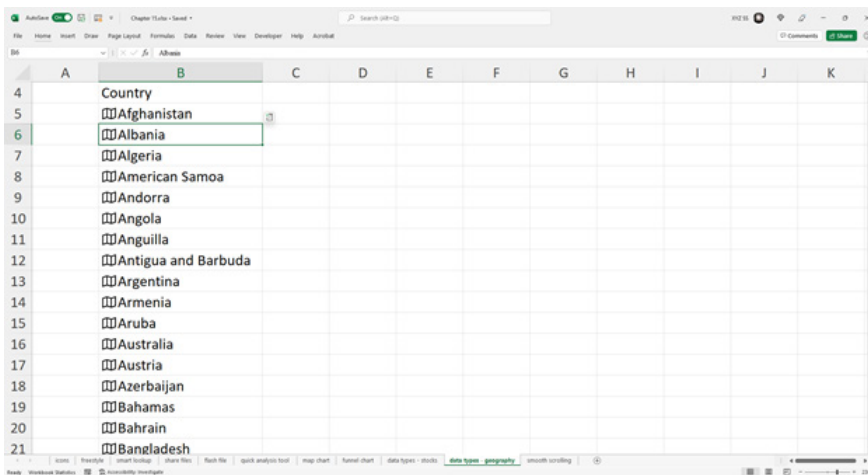 AutoSave On Chapter 15.xlsx • Saved Search (Alt+Q)
File Home Insert Draw Page Layout Formulas Data Review View Developer Help Acrobat Comments Share
B6 fx Albania
A B C D E F G H I J K
4 Country
5 Afghanistan
6 Albania
7 Algeria
8 American Samoa
9 Andorra
10 Angola
11 Anguilla
12 Antigua and Barbuda
13 Argentina
14 Armenia
15 Aruba
16 Australia
17 Austria
18 Azerbaijan
19 Bahamas
20 Bahrain
21 Bangladesh
icons freestyle smart lookup share files flash file quick analysis tool map chart funnel chart data types - stocks data types - geography smooth scrolling
Ready Workbook Statistics Accessibility: Investigate